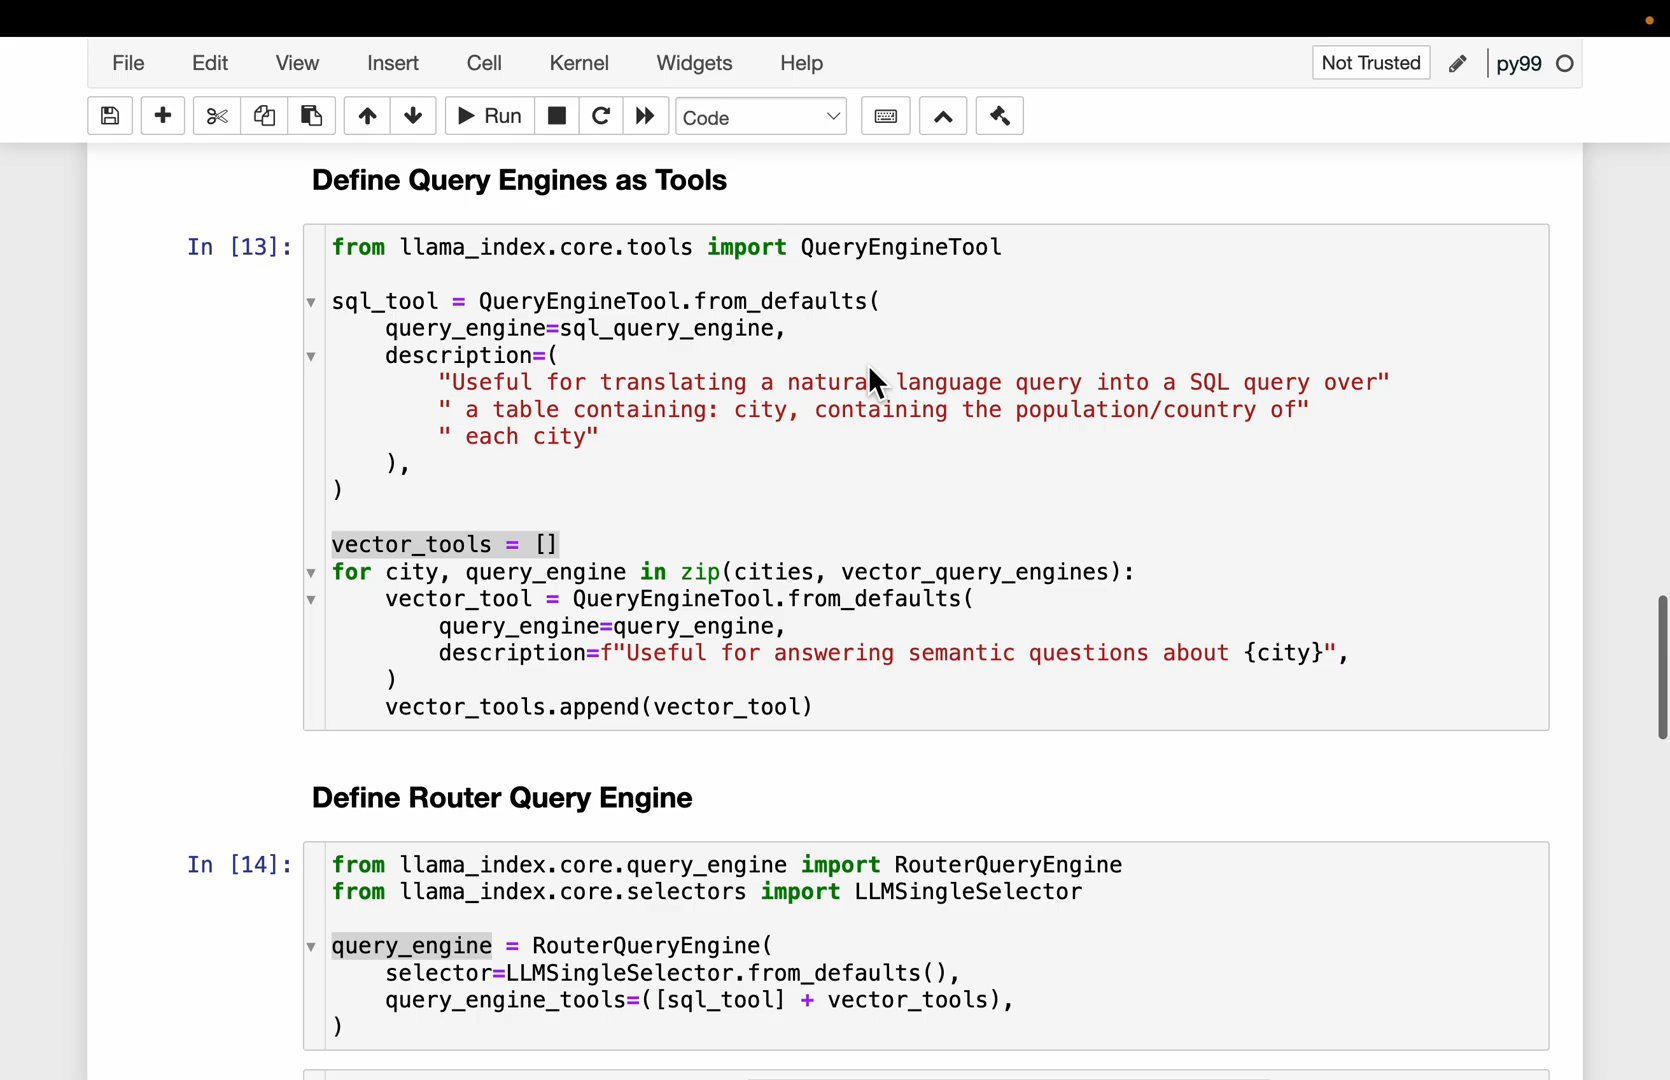 File Edit View Insert Cell Kernel Widgets Help Not Trusted py99
Run Code
Define Query Engines as Tools
In [13]:
from llama_index.core.tools import QueryEngineTool
sql_tool = QueryEngineTool.from_defaults(
    query_engine=sql_query_engine,
    description=(
        "Useful for translating a natural language query into a SQL query over"
        " a table containing: city, containing the population/country of"
        " each city"
    ),
)
vector_tools = []
for city, query_engine in zip(cities, vector_query_engines):
    vector_tool = QueryEngineTool.from_defaults(
        query_engine=query_engine,
        description=f"Useful for answering semantic questions about {city}",
    )
    vector_tools.append(vector_tool)
Define Router Query Engine
In [14]:
from llama_index.core.query_engine import RouterQueryEngine
from llama_index.core.selectors import LLMSingleSelector
query_engine = RouterQueryEngine(
    selector=LLMSingleSelector.from_defaults(),
    query_engine_tools=([sql_tool] + vector_tools),
)